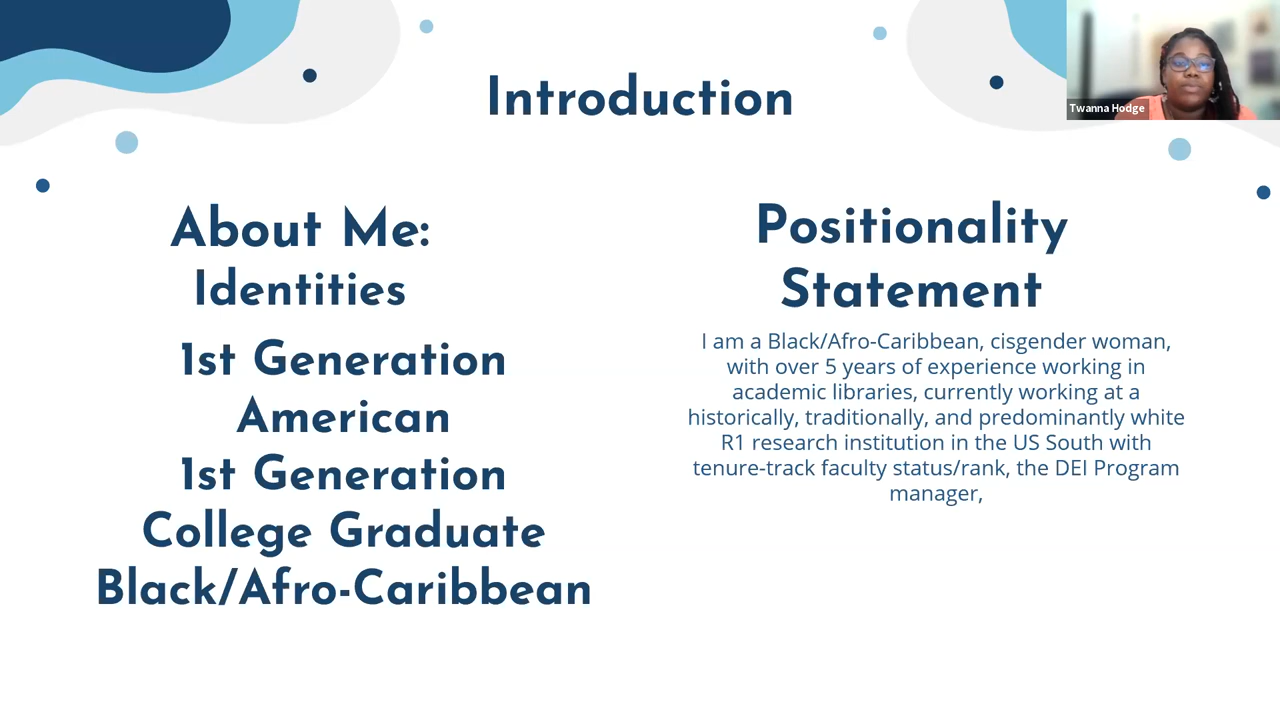 Introduction
Twanna Hodge
About Me:
Identities
1st Generation
American
1st Generation
College Graduate
Black/Afro-Caribbean
Positionality
Statement
I am a Black/Afro-Caribbean, cisgender woman,
with over 5 years of experience working in
academic libraries, currently working at a
historically, traditionally, and predominantly white
R1 research institution in the US South with
tenure-track faculty status/rank, the DEI Program
manager,